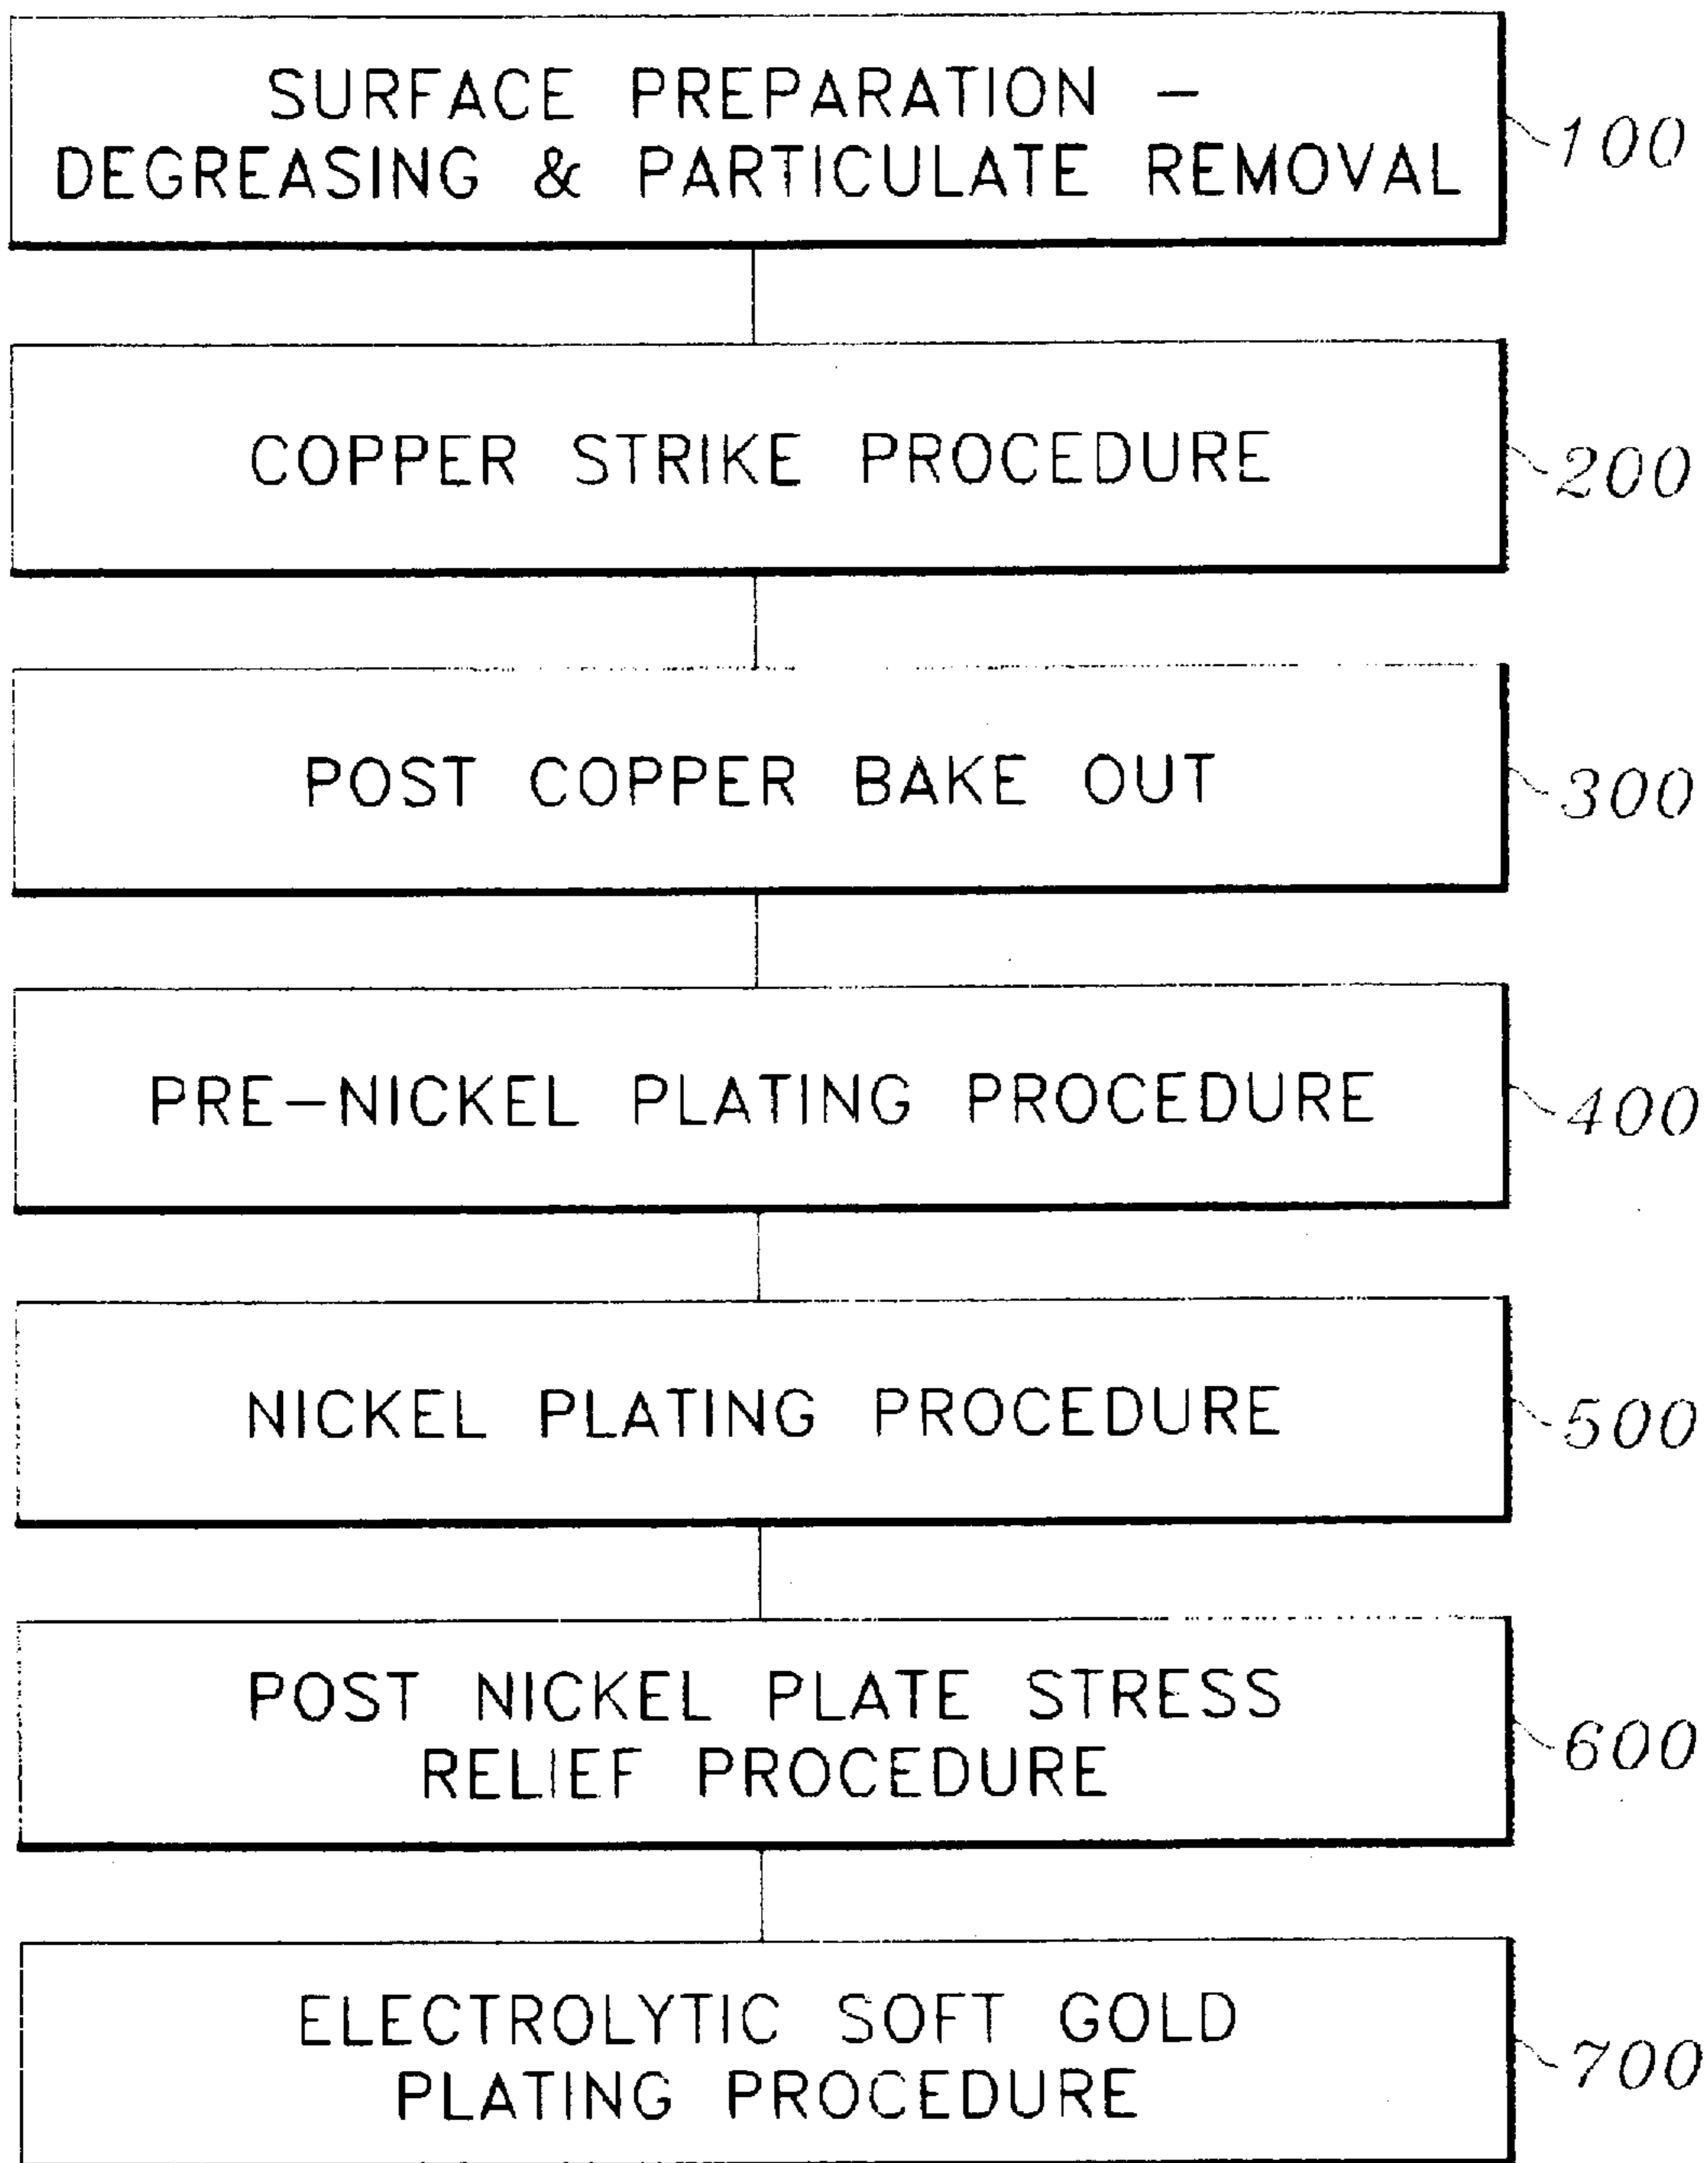 SURFACE PREPARATION –
DEGREASING & PARTICULATE REMOVAL
100
COPPER STRIKE PROCEDURE
200
POST COPPER BAKE OUT
300
PRE–NICKEL PLATING PROCEDURE
400
NICKEL PLATING PROCEDURE
500
POST NICKEL PLATE STRESS
RELIEF PROCEDURE
600
ELECTROLYTIC SOFT GOLD
PLATING PROCEDURE
700